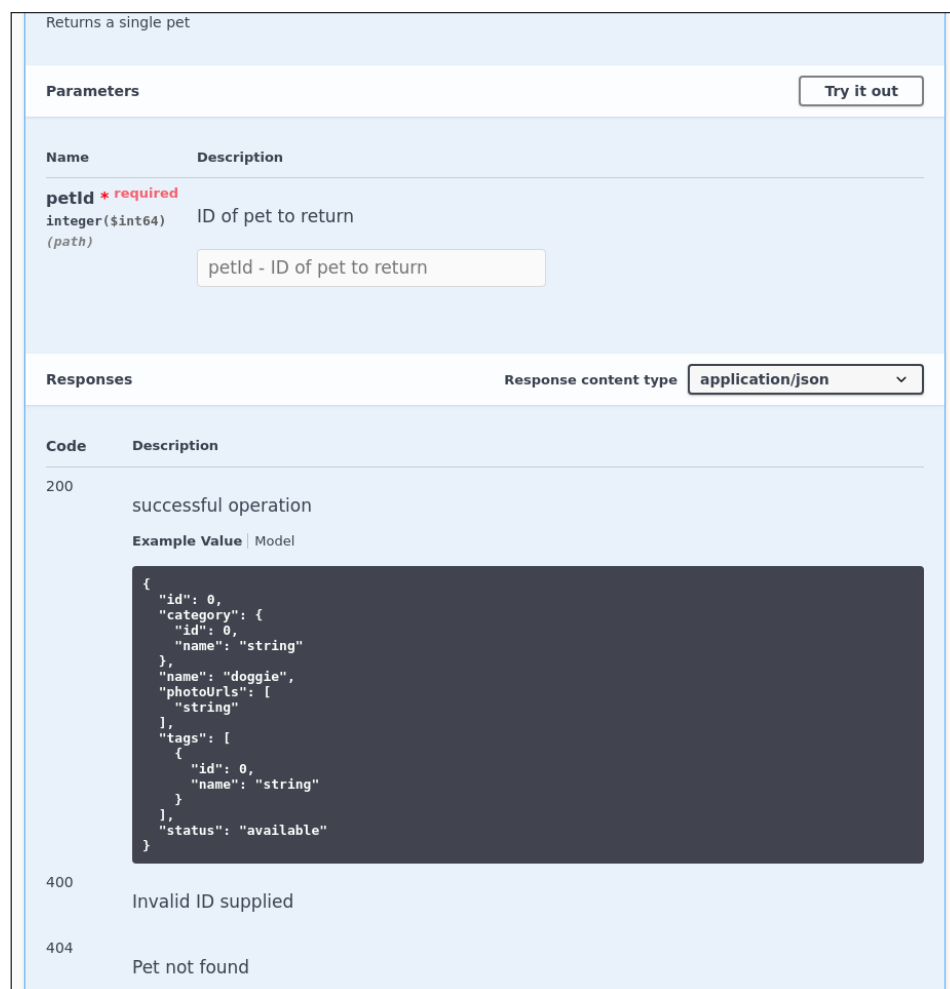 Returns a single pet
Parameters Try it out
Name Description
petId * required
integer($int64)
(path)
ID of pet to return
petId - ID of pet to return
Responses Response content type application/json
Code Description
200
successful operation
Example Value Model
{
  "id": 0,
  "category": {
    "id": 0,
    "name": "string"
  },
  "name": "doggie",
  "photoUrls": [
    "string"
  ],
  "tags": [
    {
      "id": 0,
      "name": "string"
    }
  ],
  "status": "available"
}
400
Invalid ID supplied
404
Pet not found